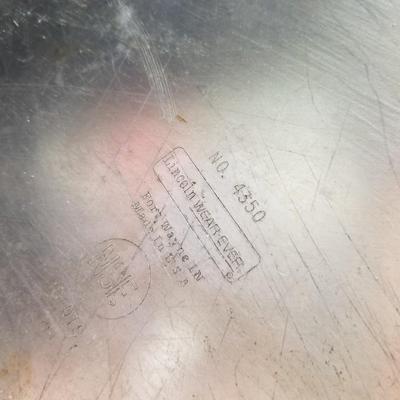 NO. 4350
Lincoln WEAR-EVER
Fort Wayne IN
Made In U S A